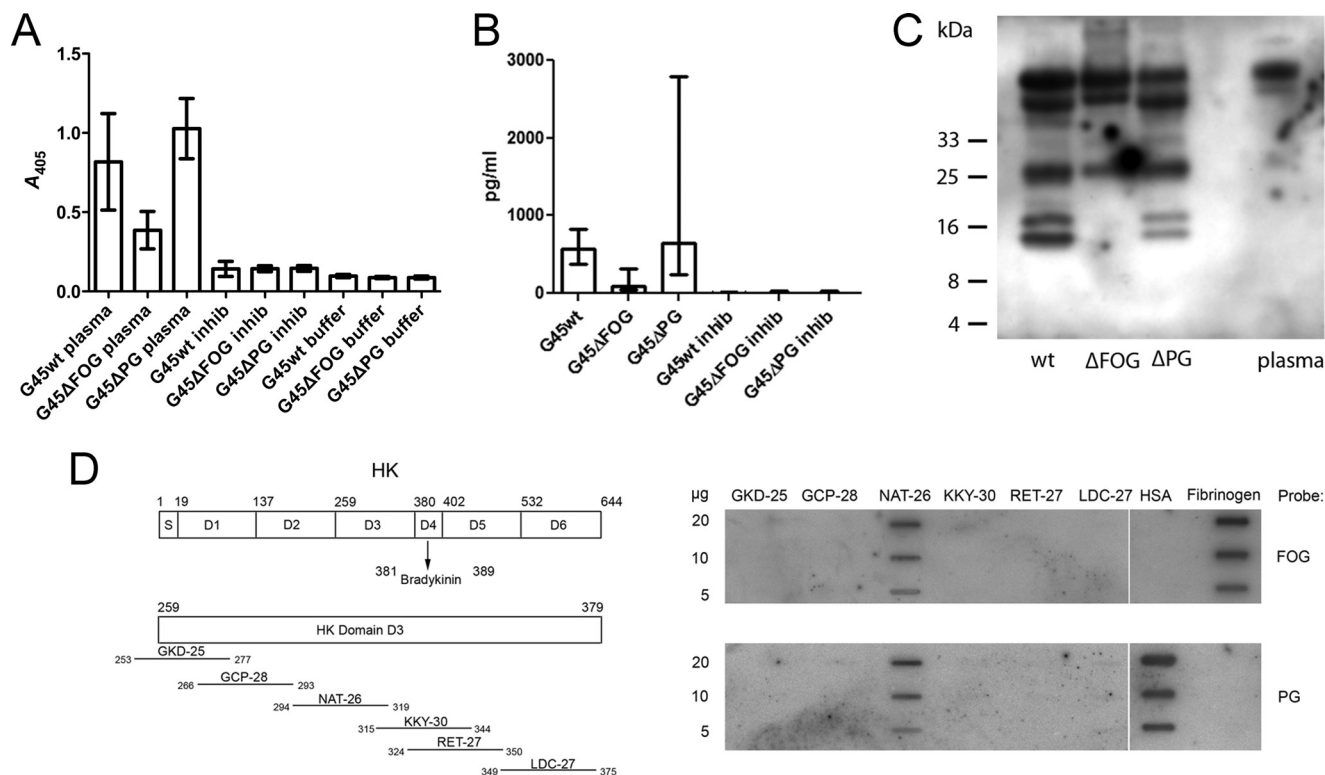 A
1.5
1.0
0.5
0.0
A405
G45wt plasma
G45ΔFOG plasma
G45ΔPG plasma
G45wt inhib
G45ΔFOG inhib
G45ΔPG inhib
G45wt buffer
G45ΔFOG buffer
G45ΔPG buffer
B
3000
2000
1000
0
pg/ml
G45wt
G45ΔFOG
G45ΔPG
G45wt inhib
G45ΔFOG inhib
G45ΔPG inhib
C kDa
33
25
16
8
4
wt ΔFOG ΔPG plasma
D
HK
1 19 137 259 380 402 532 644
S D1 D2 D3 D4 D5 D6
381 389
Bradykinin
259 379
HK Domain D3
GKD-25
253 277
GCP-28
266 293
NAT-26
294 319
KKY-30
315 344
RET-27
324 350
LDC-27
349 375
µg GKD-25 GCP-28 NAT-26 KKY-30 RET-27 LDC-27 HSA Fibrinogen Probe:
20
10
5
FOG
20
10
5
PG